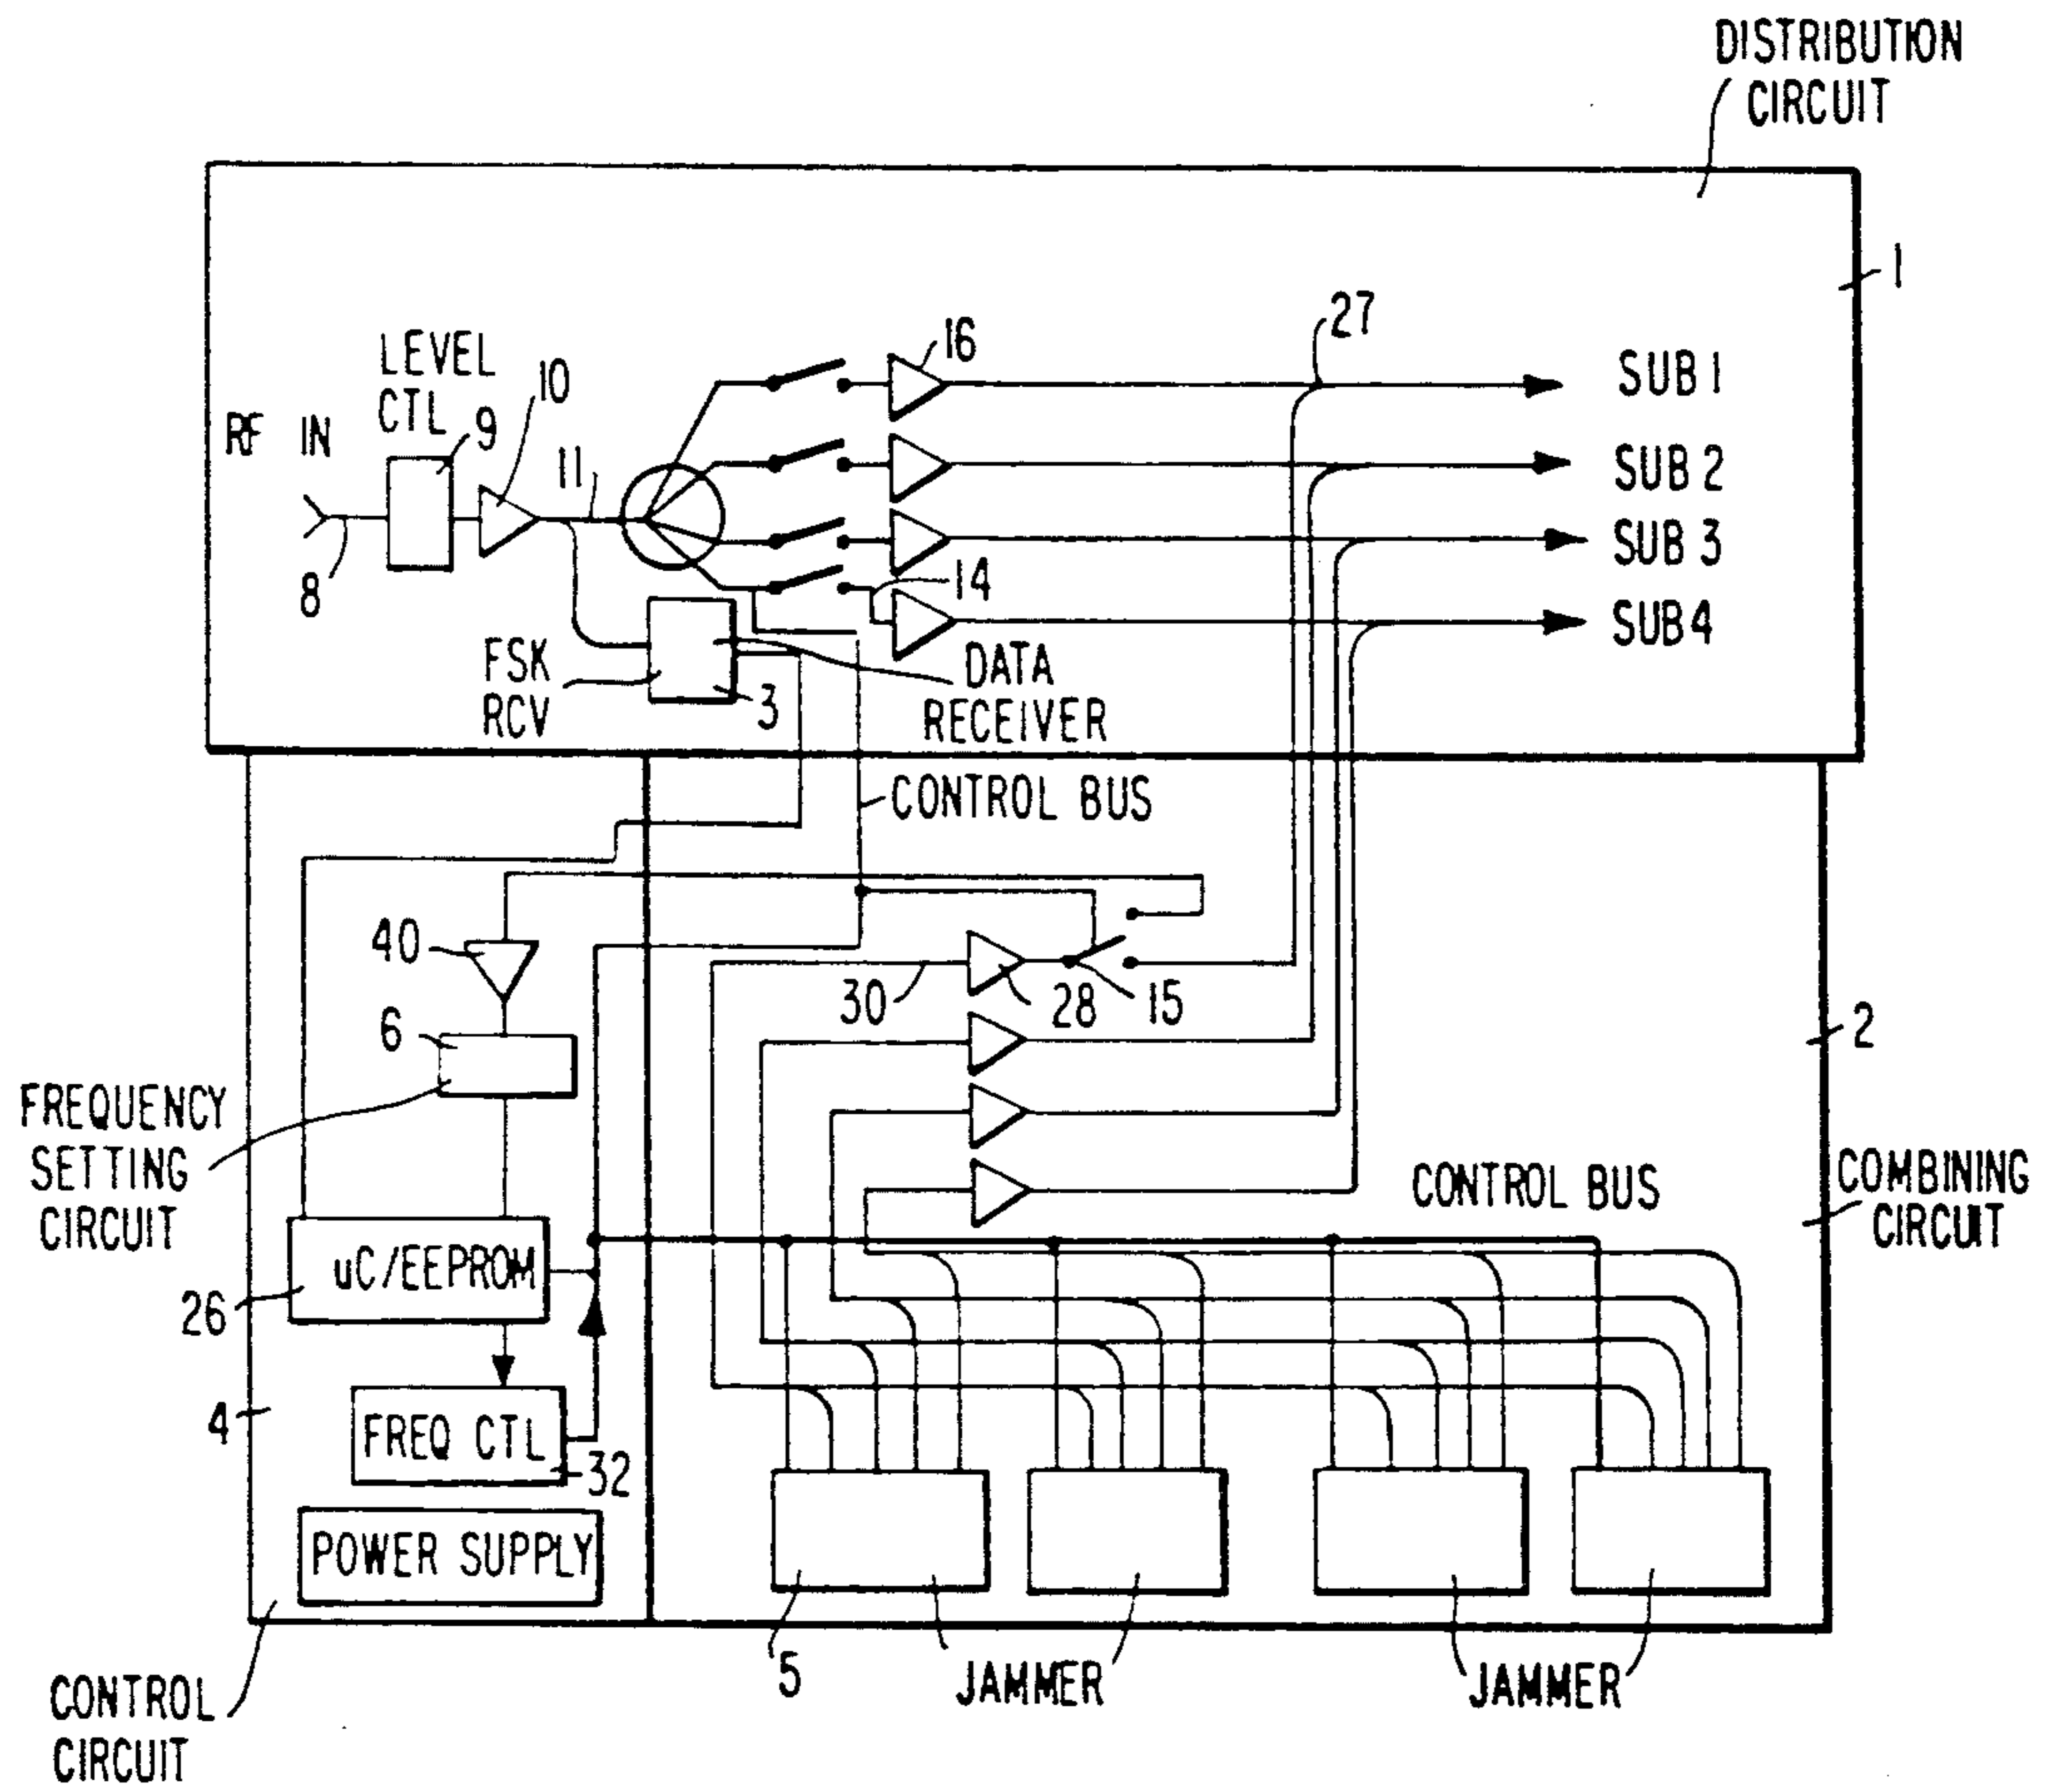 DISTRIBUTION
CIRCUIT
1
27
16
LEVEL
CTL
10
9
RF IN
11
SUB 1
SUB 2
SUB 3
SUB 4
8
14
FSK
RCV
3
DATA
RECEIVER
CONTROL BUS
40
6
30
28
15
2
FREQUENCY
SETTING
CIRCUIT
CONTROL BUS
COMBINING
CIRCUIT
uC/EEPROM
26
4
FREQ CTL
32
POWER SUPPLY
5
JAMMER
JAMMER
CONTROL
CIRCUIT